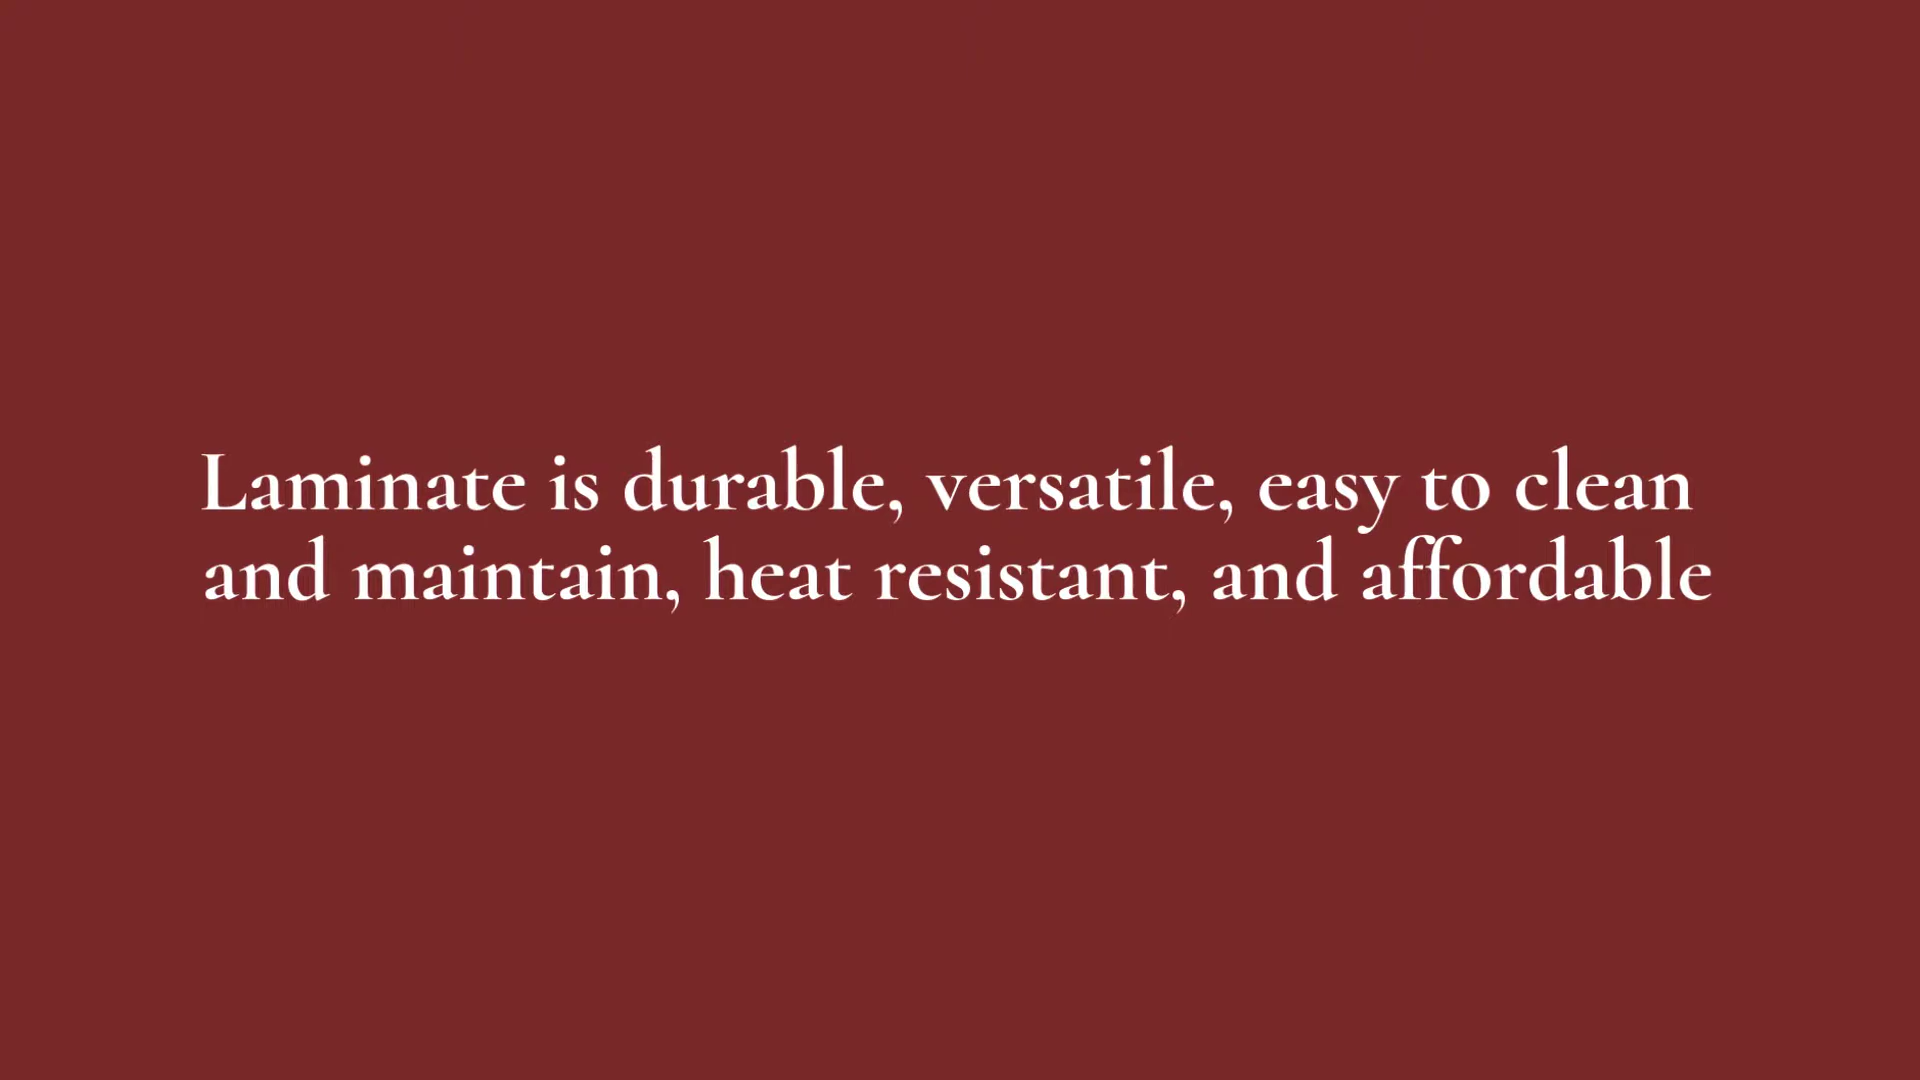 Laminate is durable, versatile, easy to clean
and maintain, heat resistant, and affordable